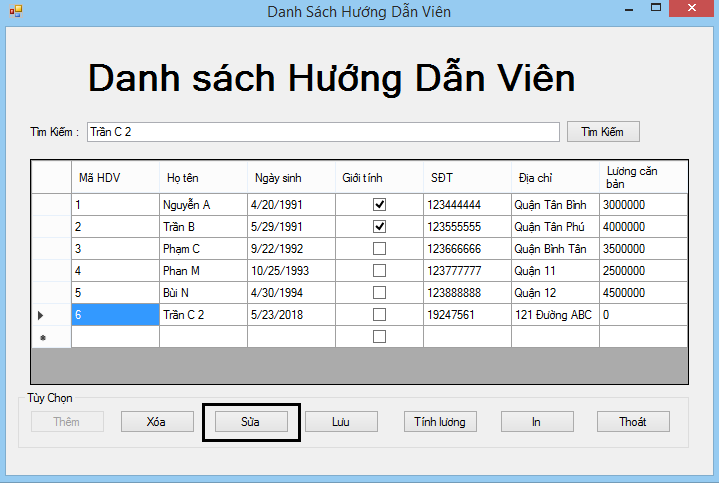 Danh Sách Hướng Dẫn Viên
Danh sách Hướng Dẫn Viên
Tìm Kiếm : Trần C 2 Tìm Kiếm
Mã HDV Họ tên Ngày sinh Giới tính SĐT Địa chỉ Lương căn bản
1 Nguyễn A 4/20/1991 123444444 Quận Tân Bình 3000000
2 Trần B 5/29/1991 123555555 Quận Tân Phú 4000000
3 Phạm C 9/22/1992 123666666 Quận Bình Tân 3500000
4 Phan M 10/25/1993 123777777 Quận 11 2500000
5 Bùi N 4/30/1994 123888888 Quận 12 4500000
6 Trần C 2 5/23/2018 19247561 121 Đường ABC 0
Tùy Chọn
Thêm Xóa Sửa Lưu Tính lương In Thoát